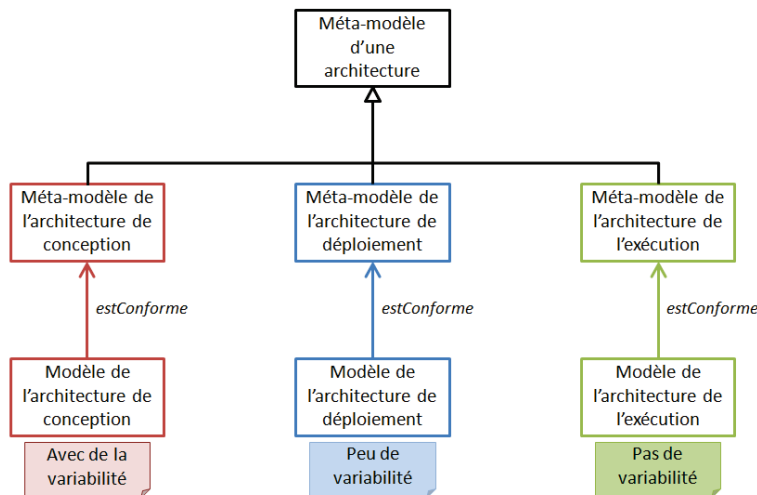 Méta-modèle
d'une
architecture
Méta-modèle de
l'architecture de
conception
Méta-modèle de
l'architecture de
déploiement
Méta-modèle de
l'architecture de
l'exécution
estConforme
estConforme
estConforme
Modèle de
l'architecture de
conception
Modèle de
l'architecture de
déploiement
Modèle de
l'architecture de
l'exécution
Avec de la
variabilité
Peu de
variabilité
Pas de
variabilité